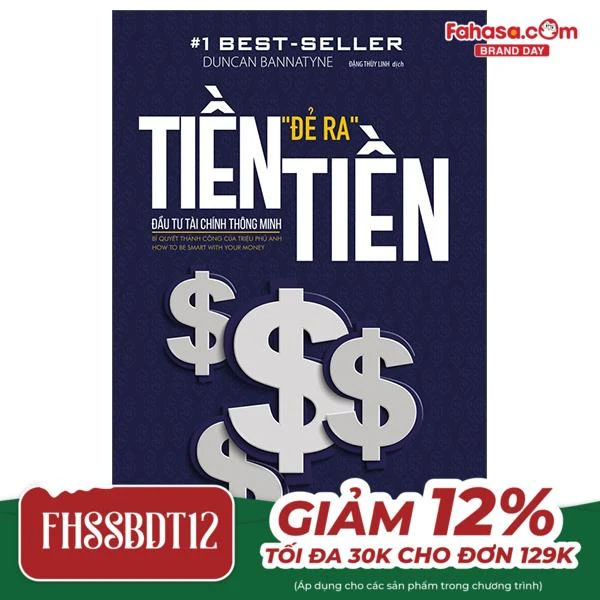 Fahasa.com
BRAND DAY
#1 BEST-SELLER
DUNCAN BANNATYNE
ĐẶNG THÙY LINH dịch
TIỀN "ĐẺ RA" TIỀN
ĐẦU TƯ TÀI CHÍNH THÔNG MINH
BÍ QUYẾT THÀNH CÔNG CỦA TRIỆU PHÚ ANH
HOW TO BE SMART WITH YOUR MONEY
FHSSBDT12
GIẢM 12%
TỐI ĐA 30K CHO ĐƠN 129K
(Áp dụng cho các sản phẩm trong chương trình)